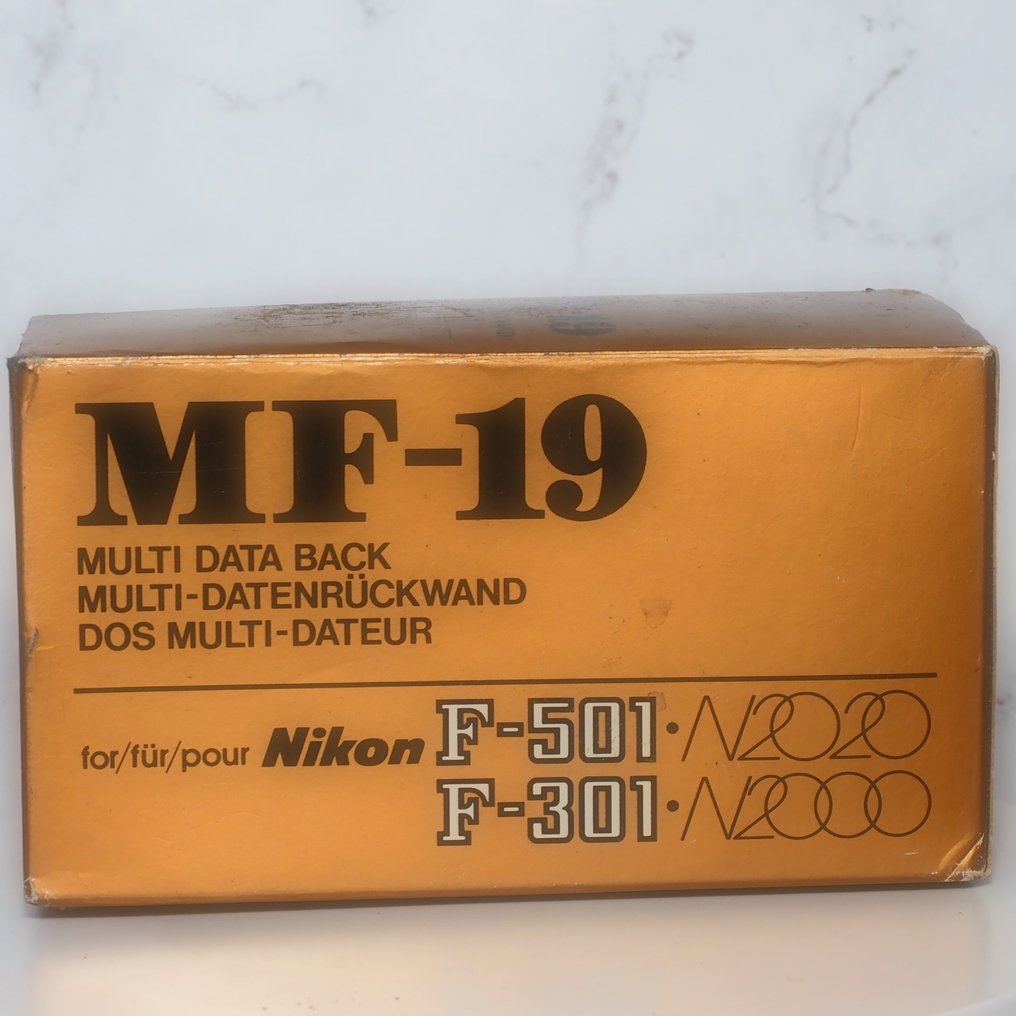 MF-19
MULTI DATA BACK
MULTI-DATENRÜCKWAND
DOS MULTI-DATEUR
for/für/pour Nikon F-501·N2020
F-301·N2000